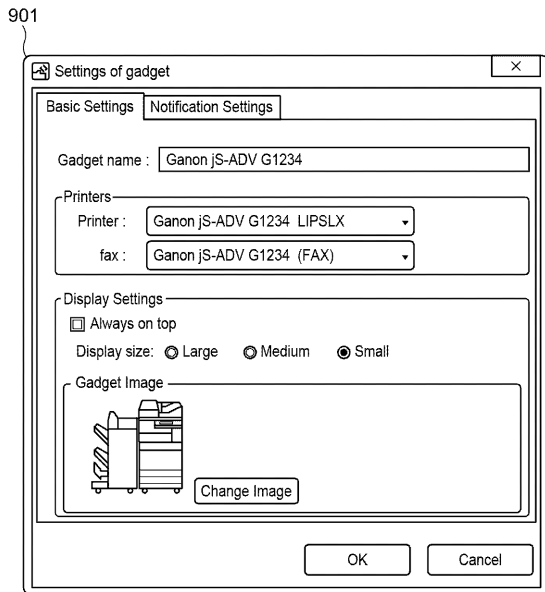 901
Settings of gadget
Basic Settings Notification Settings
Gadget name : Ganon jS-ADV G1234
Printers
Printer : Ganon jS-ADV G1234 LIPSLX
fax : Ganon jS-ADV G1234 (FAX)
Display Settings
Always on top
Display size: Large Medium Small
Gadget Image
Change Image
OK Cancel